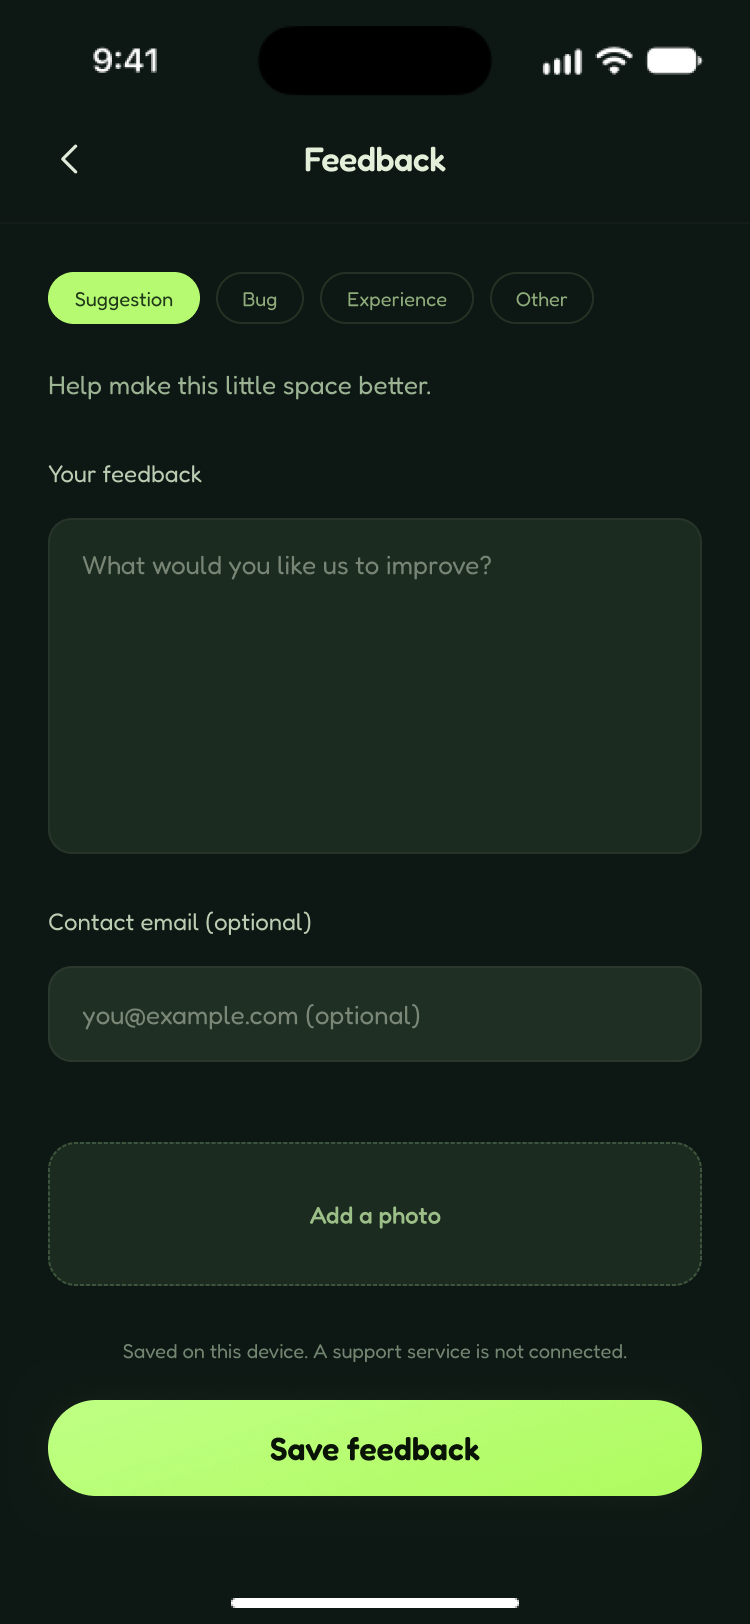 9:41
Feedback
Suggestion Bug Experience Other
Help make this little space better.
Your feedback
What would you like us to improve?
Contact email (optional)
you@example.com (optional)
Add a photo
Saved on this device. A support service is not connected.
Save feedback